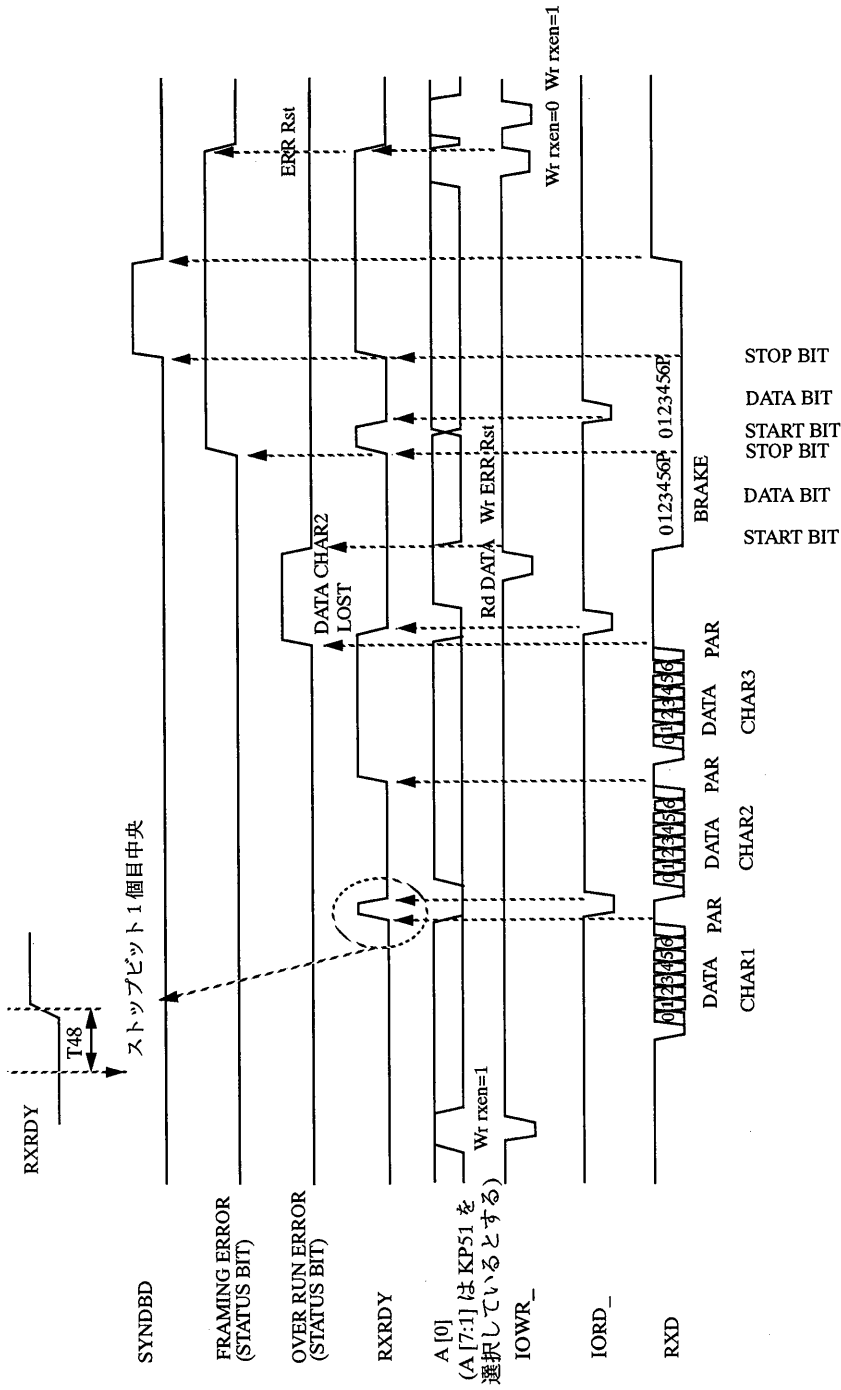 RXRDY
T48
ストップビット1個目中央
SYNDBD
FRAMING ERROR
(STATUS BIT)
ERR Rst
OVER RUN ERROR
(STATUS BIT)
DATA CHAR2
LOST
RXRDY
A [0]
(A [7:1] は KP51 を
選択しているとする)
Wr rxen=1
Rd DATA
Wr ERR Rst
IOWR_
Wr rxen=0
Wr rxen=1
IORD_
RXD
0123456
0123456
0123456
0123456P
0123456P
DATA
PAR
DATA
PAR
DATA
PAR
CHAR1
CHAR2
CHAR3
BRAKE
START BIT
DATA BIT
STOP BIT
START BIT
DATA BIT
STOP BIT